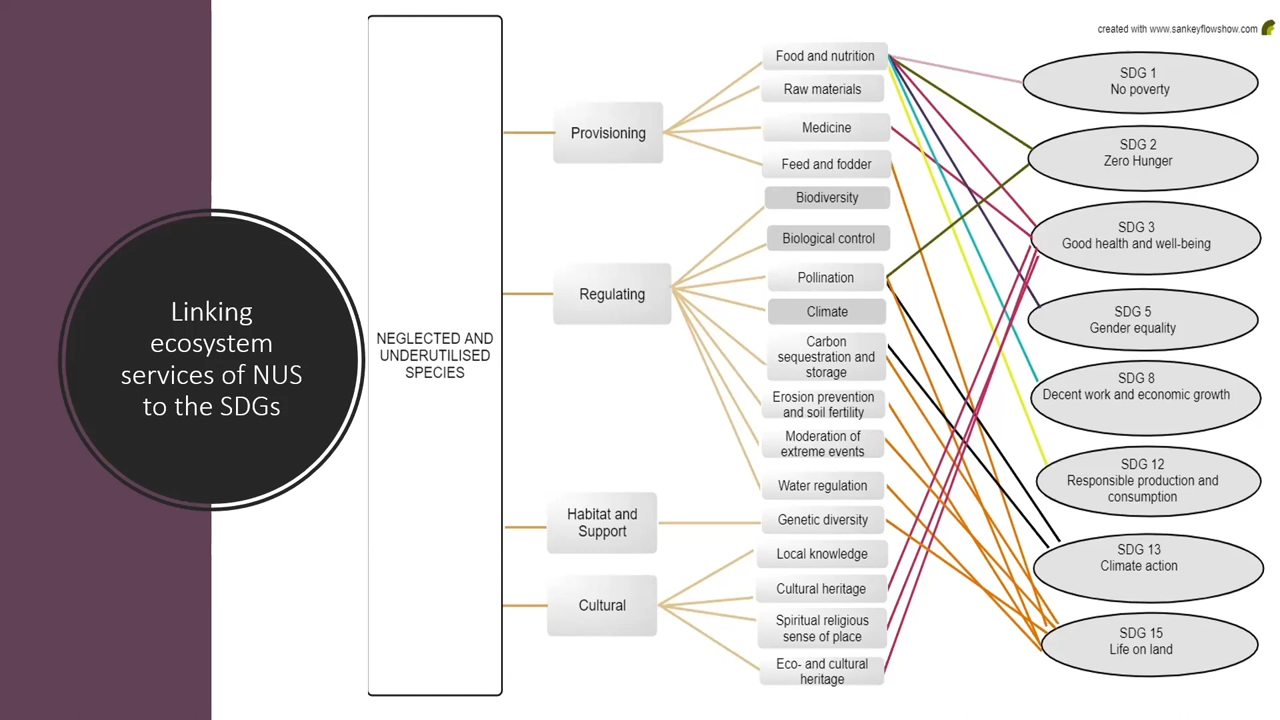 created with www.sankeyflowshow.com
Linking
ecosystem
services of NUS
to the SDGs
NEGLECTED AND
UNDERUTILISED
SPECIES
Provisioning
Regulating
Habitat and
Support
Cultural
Food and nutrition
Raw materials
Medicine
Feed and fodder
Biodiversity
Biological control
Pollination
Climate
Carbon
sequestration and
storage
Erosion prevention
and soil fertility
Moderation of
extreme events
Water regulation
Genetic diversity
Local knowledge
Cultural heritage
Spiritual religious
sense of place
Eco- and cultural
heritage
SDG 1
No poverty
SDG 2
Zero Hunger
SDG 3
Good health and well-being
SDG 5
Gender equality
SDG 8
Decent work and economic growth
SDG 12
Responsible production and
consumption
SDG 13
Climate action
SDG 15
Life on land